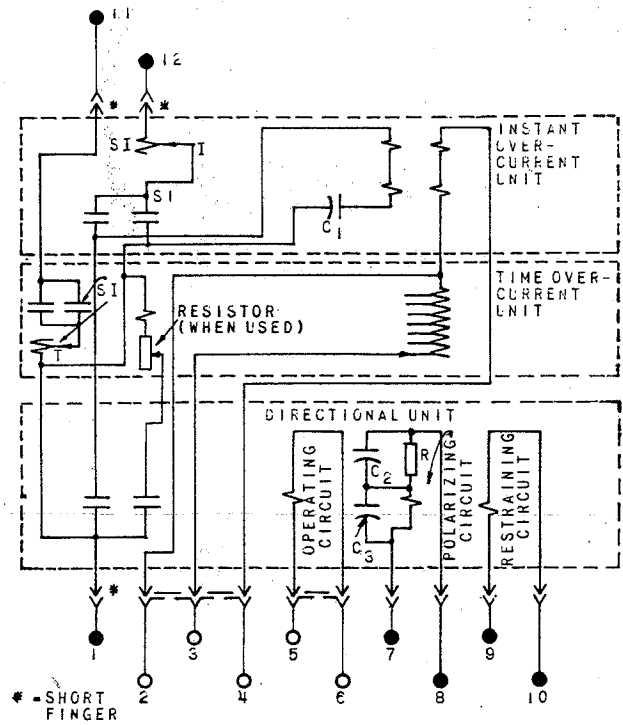 11
12
*
*
SI
I
INSTANT
OVER-
CURRENT
UNIT
SI
C1
SI
T
RESISTOR
(WHEN USED)
TIME OVER-
CURRENT
UNIT
DIRECTIONAL UNIT
OPERATING
CIRCUIT
C2
R
C3
POLARIZING
CIRCUIT
RESTRAINING
CIRCUIT
*
1
2
3
4
5
6
7
8
9
10
* = SHORT
FINGER